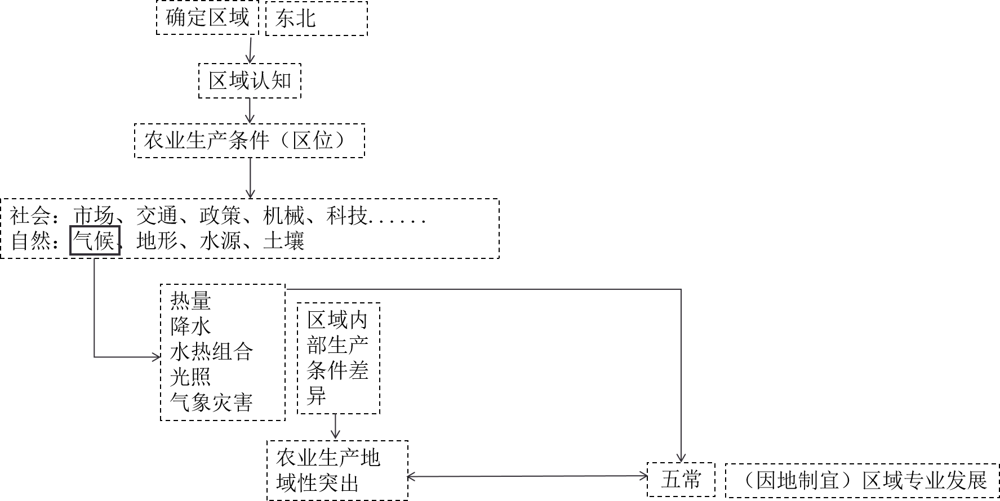 确定区域
东北
区域认知
农业生产条件（区位）
社会：市场、交通、政策、机械、科技......
自然：气候、地形、水源、土壤
热量
降水
水热组合
光照
气象灾害
区域内
部生产
条件差
异
农业生产地
域性突出
五常
（因地制宜）区域专业发展